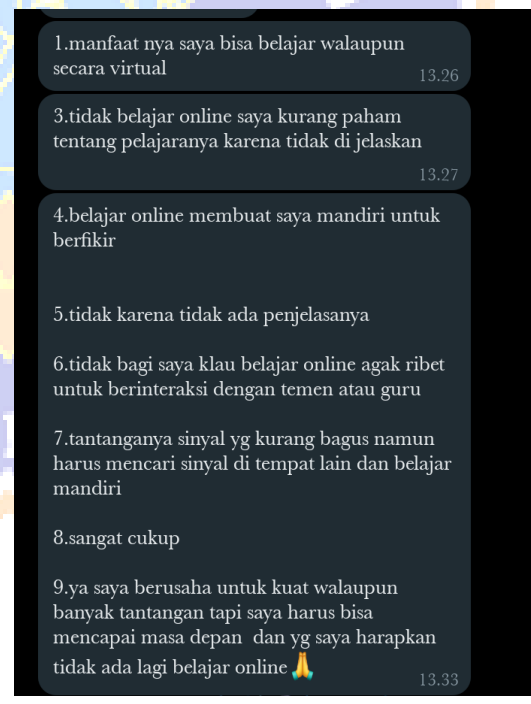 1.manfaat nya saya bisa belajar walaupun
secara virtual
13.26
3.tidak belajar online saya kurang paham
tentang pelajaranya karena tidak di jelaskan
13.27
4.belajar online membuat saya mandiri untuk
berfikir
5.tidak karena tidak ada penjelasanya
6.tidak bagi saya klau belajar online agak ribet
untuk berinteraksi dengan temen atau guru
7.tantanganya sinyal yg kurang bagus namun
harus mencari sinyal di tempat lain dan belajar
mandiri
8.sangat cukup
9.ya saya berusaha untuk kuat walaupun
banyak tantangan tapi saya harus bisa
mencapai masa depan  dan yg saya harapkan
tidak ada lagi belajar online🙏
13.33